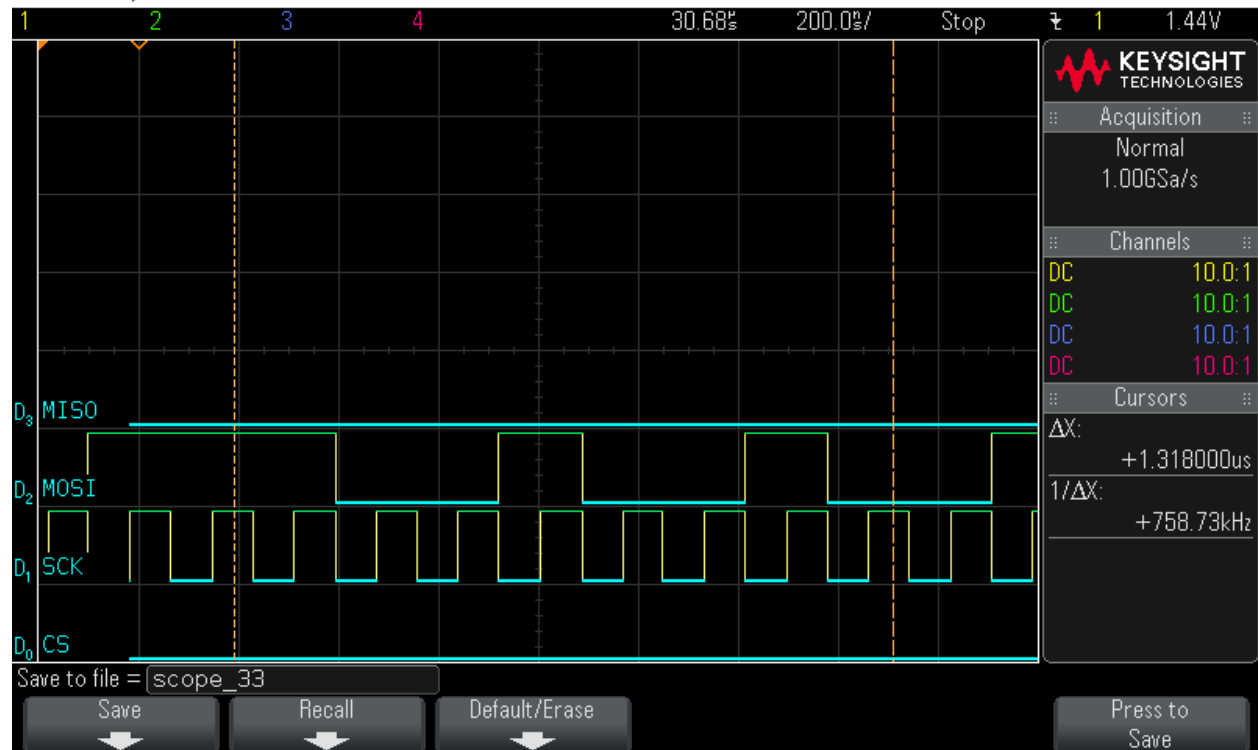 1 2 3 4 30.68µs 200.0ns/ Stop 1 1.44V
KEYSIGHT
TECHNOLOGIES
Acquisition
Normal
1.00GSa/s
Channels
DC 10.0:1
DC 10.0:1
DC 10.0:1
DC 10.0:1
Cursors
ΔX:
+1.318000us
1/ΔX:
+758.73kHz
D3 MISO
D2 MOSI
D1 SCK
D0 CS
Save to file = scope_33
Save Recall Default/Erase Press to
Save